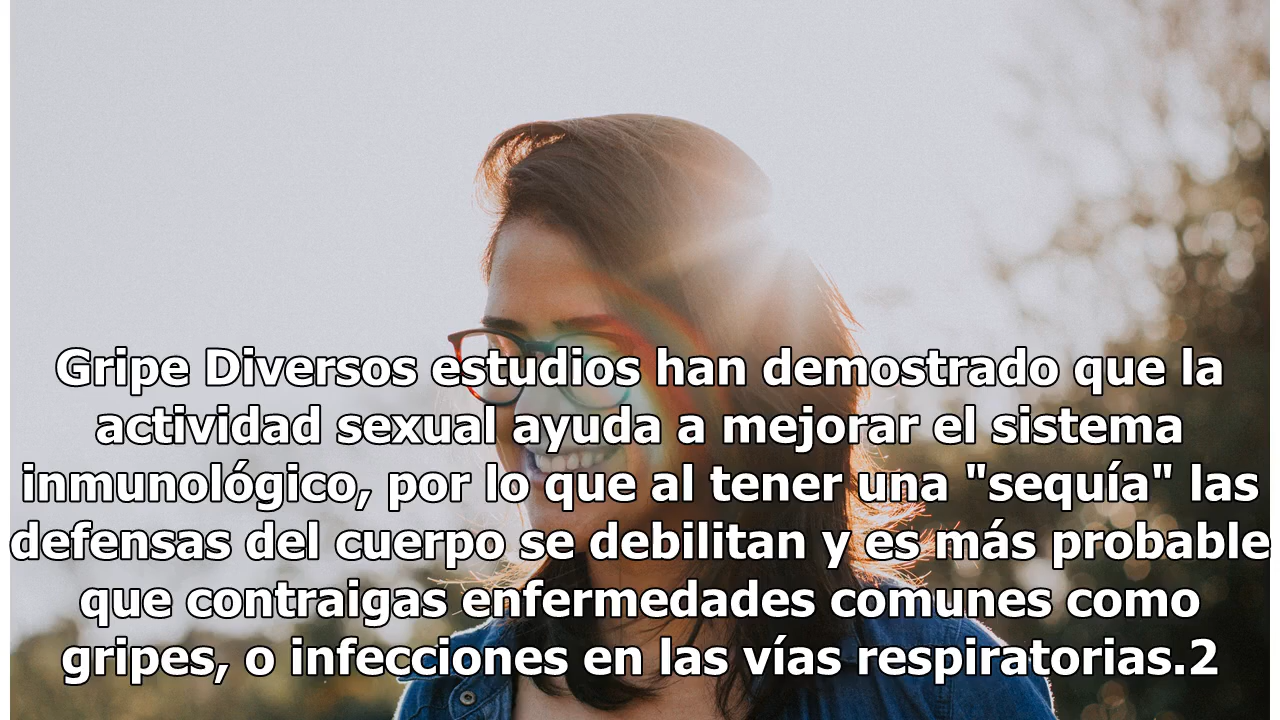 Gripe Diversos estudios han demostrado que la
actividad sexual ayuda a mejorar el sistema
inmunológico, por lo que al tener una "sequía" las
defensas del cuerpo se debilitan y es más probable
que contraigas enfermedades comunes como
gripes, o infecciones en las vías respiratorias.2